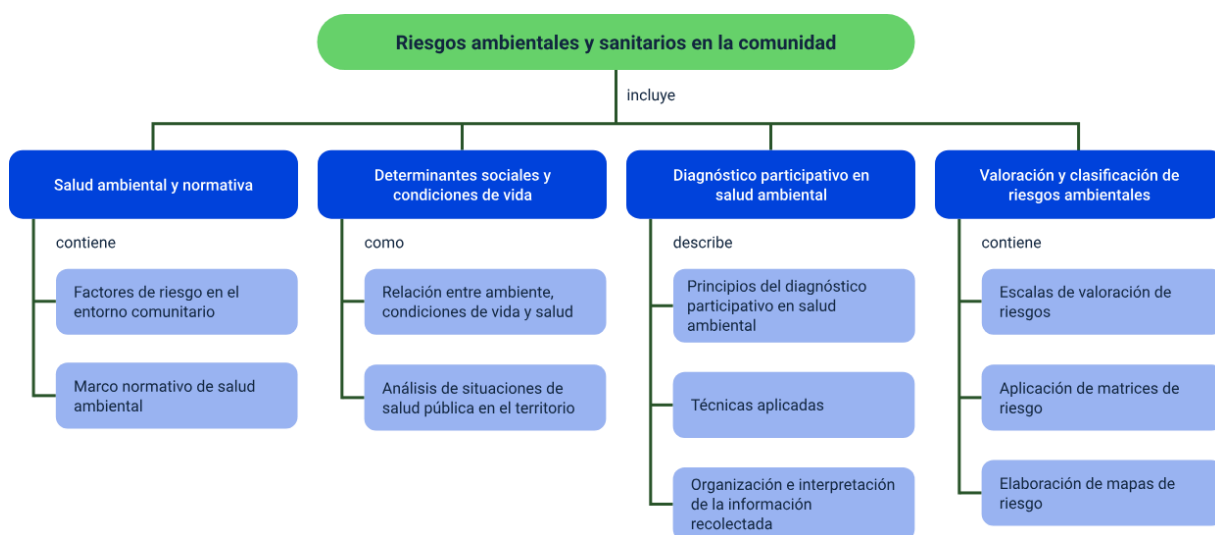 Riesgos ambientales y sanitarios en la comunidad
incluye
Salud ambiental y normativa
contiene
Factores de riesgo en el
entorno comunitario
Marco normativo de salud
ambiental
Determinantes sociales y
condiciones de vida
como
Relación entre ambiente,
condiciones de vida y salud
Análisis de situaciones de
salud pública en el territorio
Diagnóstico participativo en
salud ambiental
describe
Principios del diagnóstico
participativo en salud
ambiental
Técnicas aplicadas
Organización e interpretación
de la información
recolectada
Valoración y clasificación de
riesgos ambientales
contiene
Escalas de valoración de
riesgos
Aplicación de matrices de
riesgo
Elaboración de mapas de
riesgo